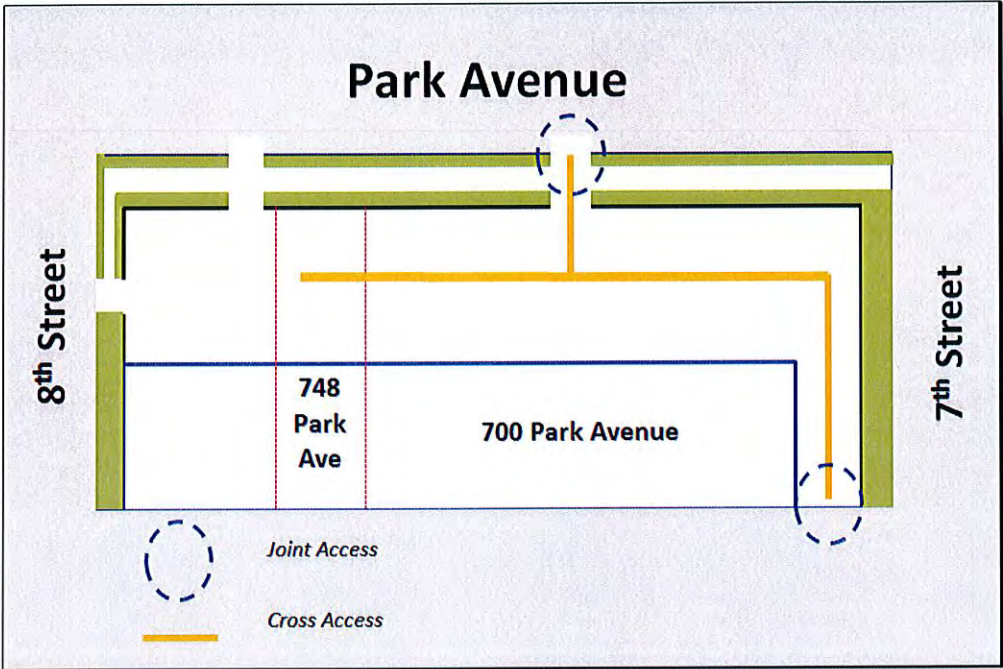 Park Avenue
8th Street
7th Street
748
Park
Ave
700 Park Avenue
Joint Access
Cross Access